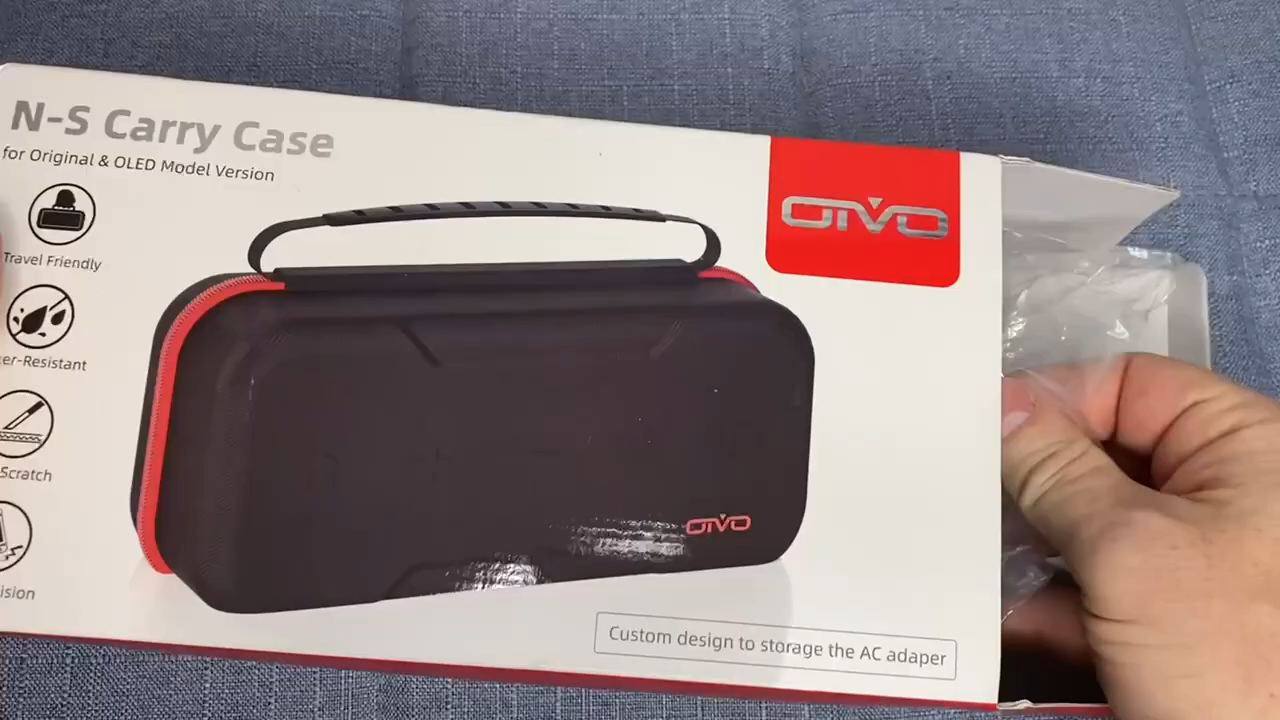 N-S Carry Case
for Original & OLED Model Version
OIVO
Travel Friendly
er-Resistant
Scratch
ision
OIVO
Custom design to storage the AC adaper